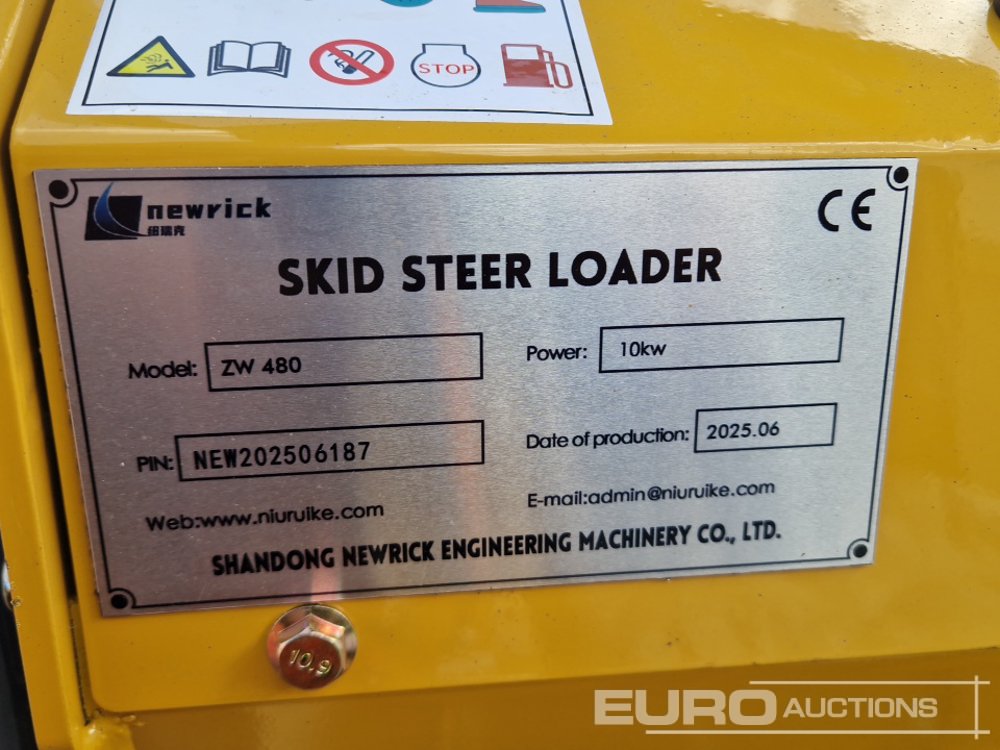 STOP
newrick
纽瑞克
CE
SKID STEER LOADER
Model: ZW 480
Power: 10kw
PIN: NEW202506187
Date of production: 2025.06
Web:www.niuruike.com
E-mail:admin@niuruike.com
SHANDONG NEWRICK ENGINEERING MACHINERY CO., LTD.
10.9
EURO AUCTIONS